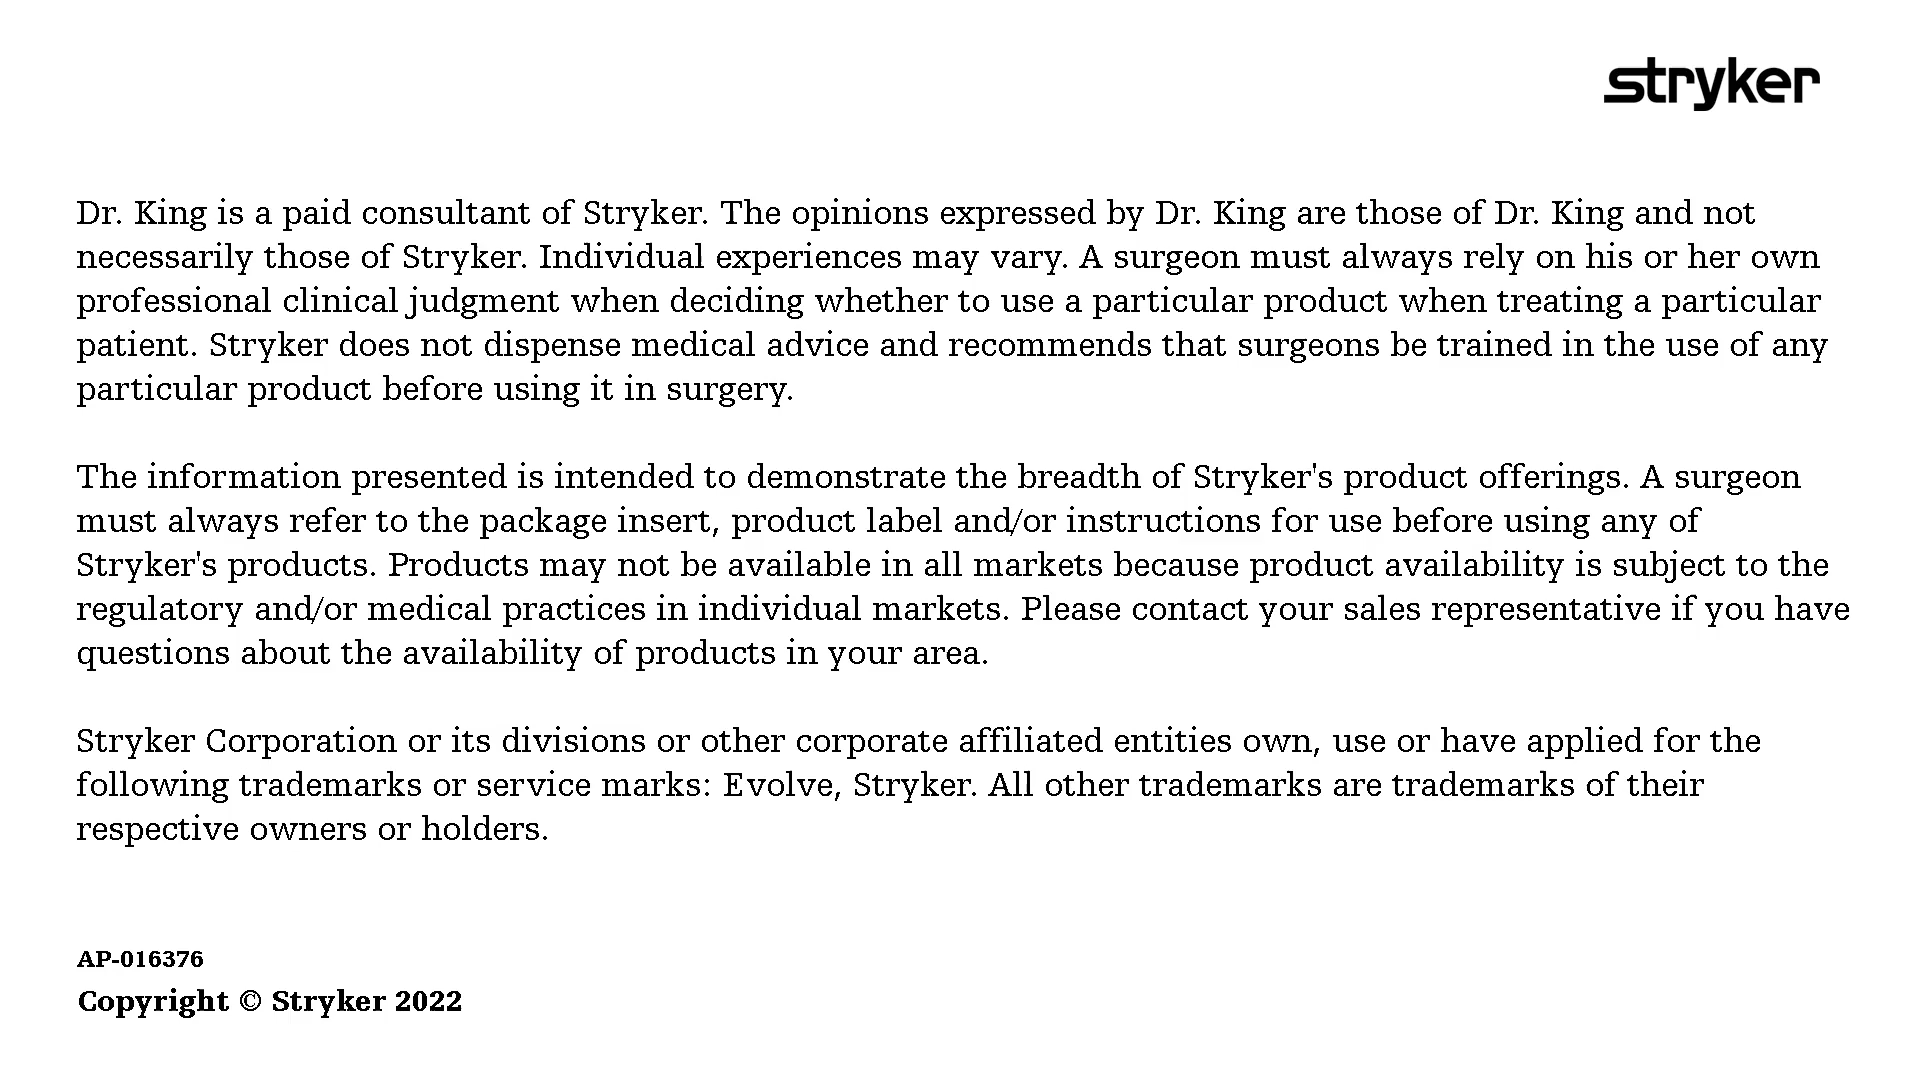 stryker
Dr. King is a paid consultant of Stryker. The opinions expressed by Dr. King are those of Dr. King and not
necessarily those of Stryker. Individual experiences may vary. A surgeon must always rely on his or her own
professional clinical judgment when deciding whether to use a particular product when treating a particular
patient. Stryker does not dispense medical advice and recommends that surgeons be trained in the use of any
particular product before using it in surgery.
The information presented is intended to demonstrate the breadth of Stryker's product offerings. A surgeon
must always refer to the package insert, product label and/or instructions for use before using any of
Stryker's products. Products may not be available in all markets because product availability is subject to the
regulatory and/or medical practices in individual markets. Please contact your sales representative if you have
questions about the availability of products in your area.
Stryker Corporation or its divisions or other corporate affiliated entities own, use or have applied for the
following trademarks or service marks: Evolve, Stryker. All other trademarks are trademarks of their
respective owners or holders.
AP-016376
Copyright © Stryker 2022